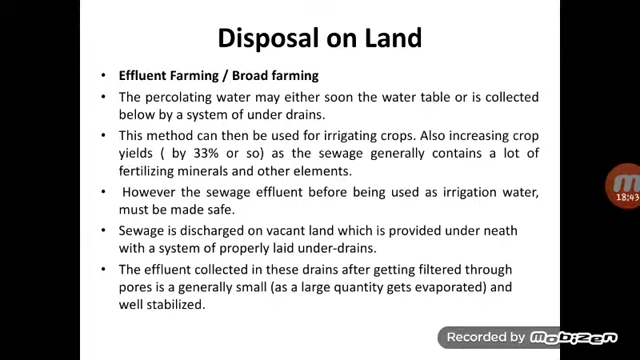 Disposal on Land
• Effluent Farming / Broad farming
• The percolating water may either soon the water table or is collected
below by a system of under drains.
• This method can then be used for irrigating crops. Also increasing crop
yields ( by 33% or so) as the sewage generally contains a lot of
fertilizing minerals and other elements.
• However the sewage effluent before being used as irrigation water,
must be made safe.
• Sewage is discharged on vacant land which is provided under neath
with a system of properly laid under-drains.
• The effluent collected in these drains after getting filtered through
pores is a generally small (as a large quantity gets evaporated) and
well stabilized.
18:43
Recorded by mobizen